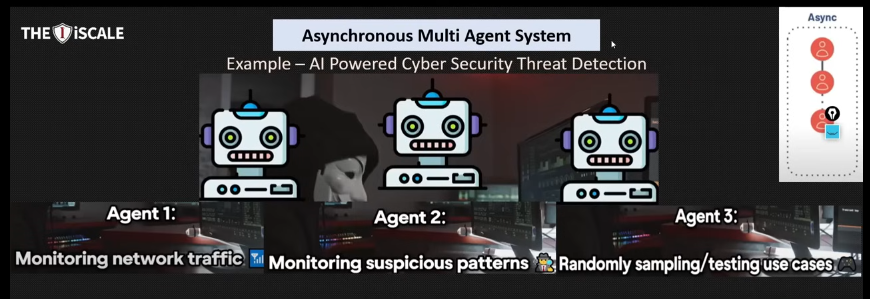 THE iSCALE
Asynchronous Multi Agent System
Async
Example – AI Powered Cyber Security Threat Detection
Agent 1:
Monitoring network traffic
Agent 2:
Monitoring suspicious patterns
Agent 3:
Randomly sampling/testing use cases